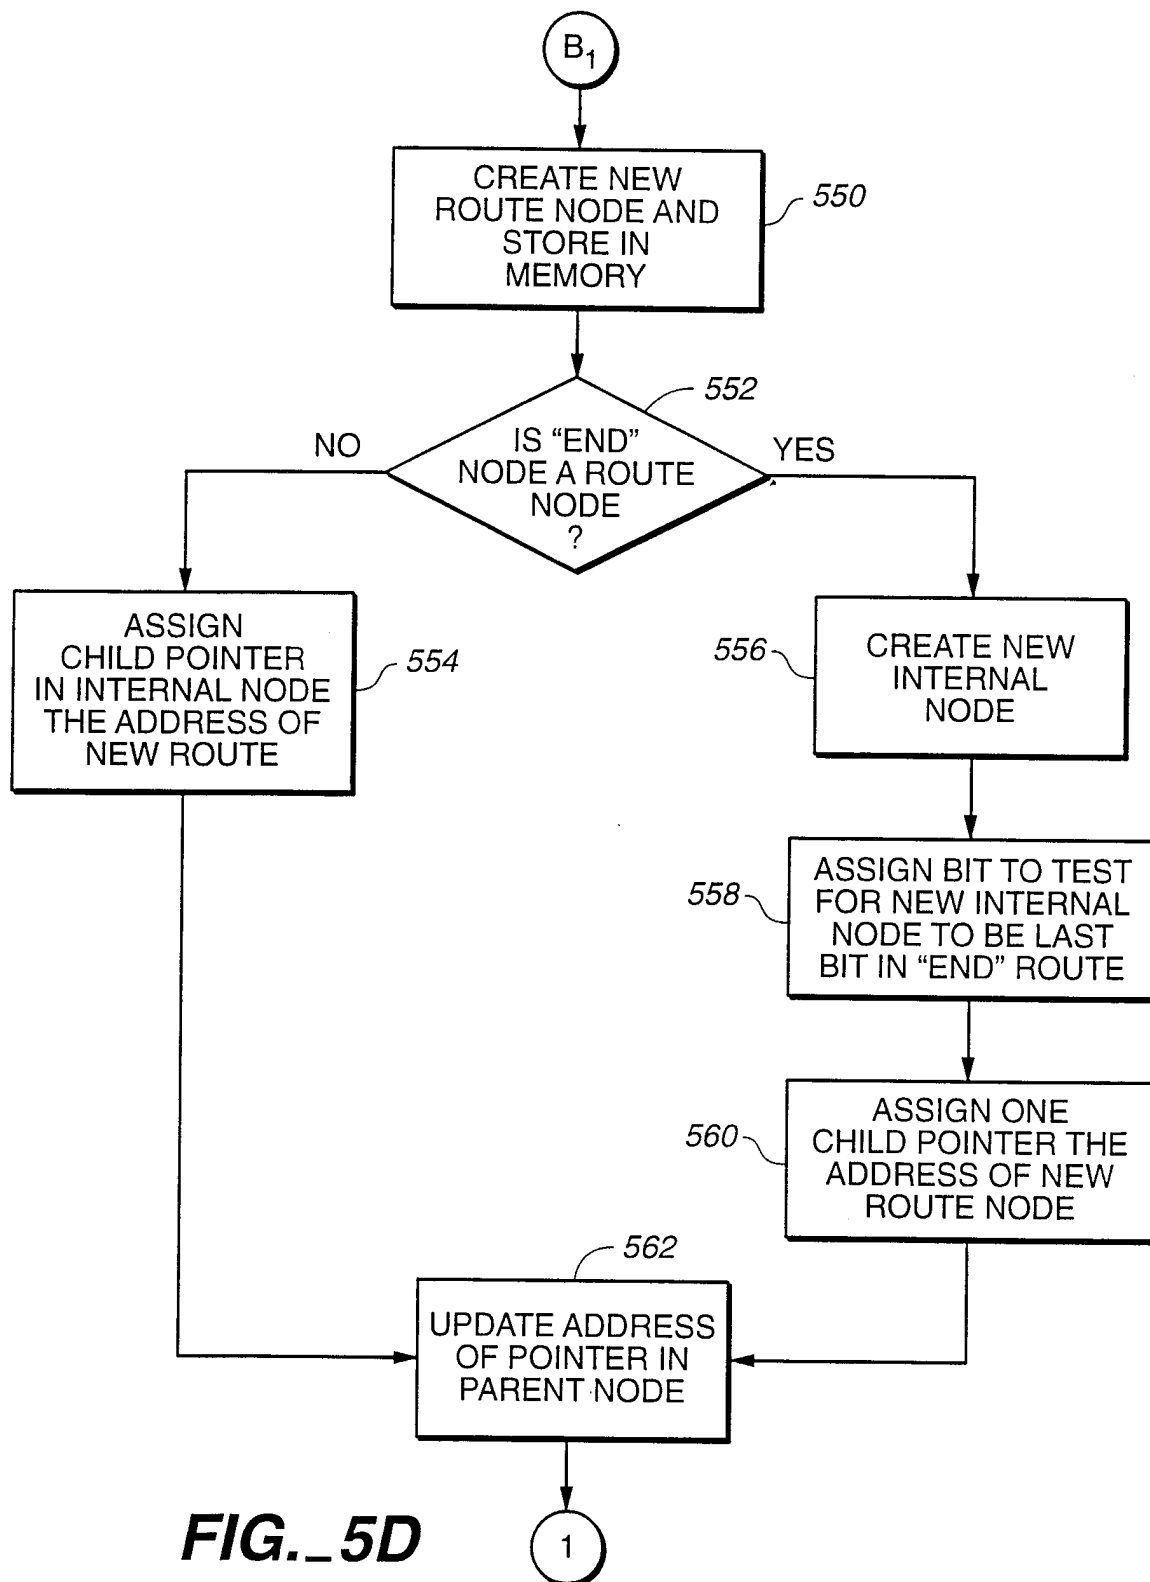 B1
CREATE NEW
ROUTE NODE AND
STORE IN
MEMORY
550
552
IS “END”
NODE A ROUTE
NODE
?
NO
YES
ASSIGN
CHILD POINTER
IN INTERNAL NODE
THE ADDRESS OF
NEW ROUTE
554
556
CREATE NEW
INTERNAL
NODE
558
ASSIGN BIT TO TEST
FOR NEW INTERNAL
NODE TO BE LAST
BIT IN “END” ROUTE
560
ASSIGN ONE
CHILD POINTER THE
ADDRESS OF NEW
ROUTE NODE
562
UPDATE ADDRESS
OF POINTER IN
PARENT NODE
1
FIG._5D